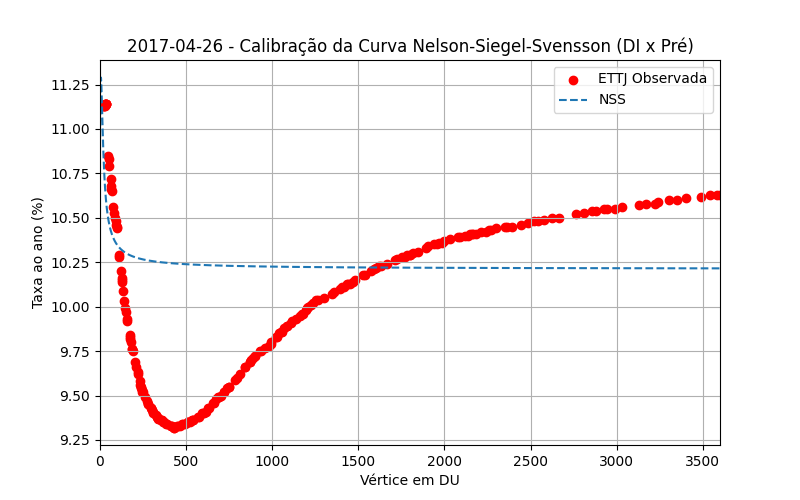 2017-04-26 - Calibração da Curva Nelson-Siegel-Svensson (DI x Pré)
ETTJ Observada
NSS
Taxa ao ano (%)
11.25
11.00
10.75
10.50
10.25
10.00
9.75
9.50
9.25
0 500 1000 1500 2000 2500 3000 3500
Vértice em DU